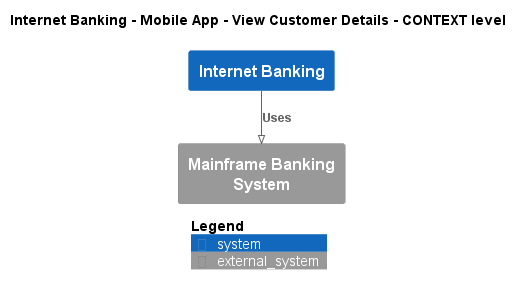 Internet Banking - Mobile App - View Customer Details - CONTEXT level
Internet Banking
Uses
Mainframe Banking
System
Legend
system
external_system